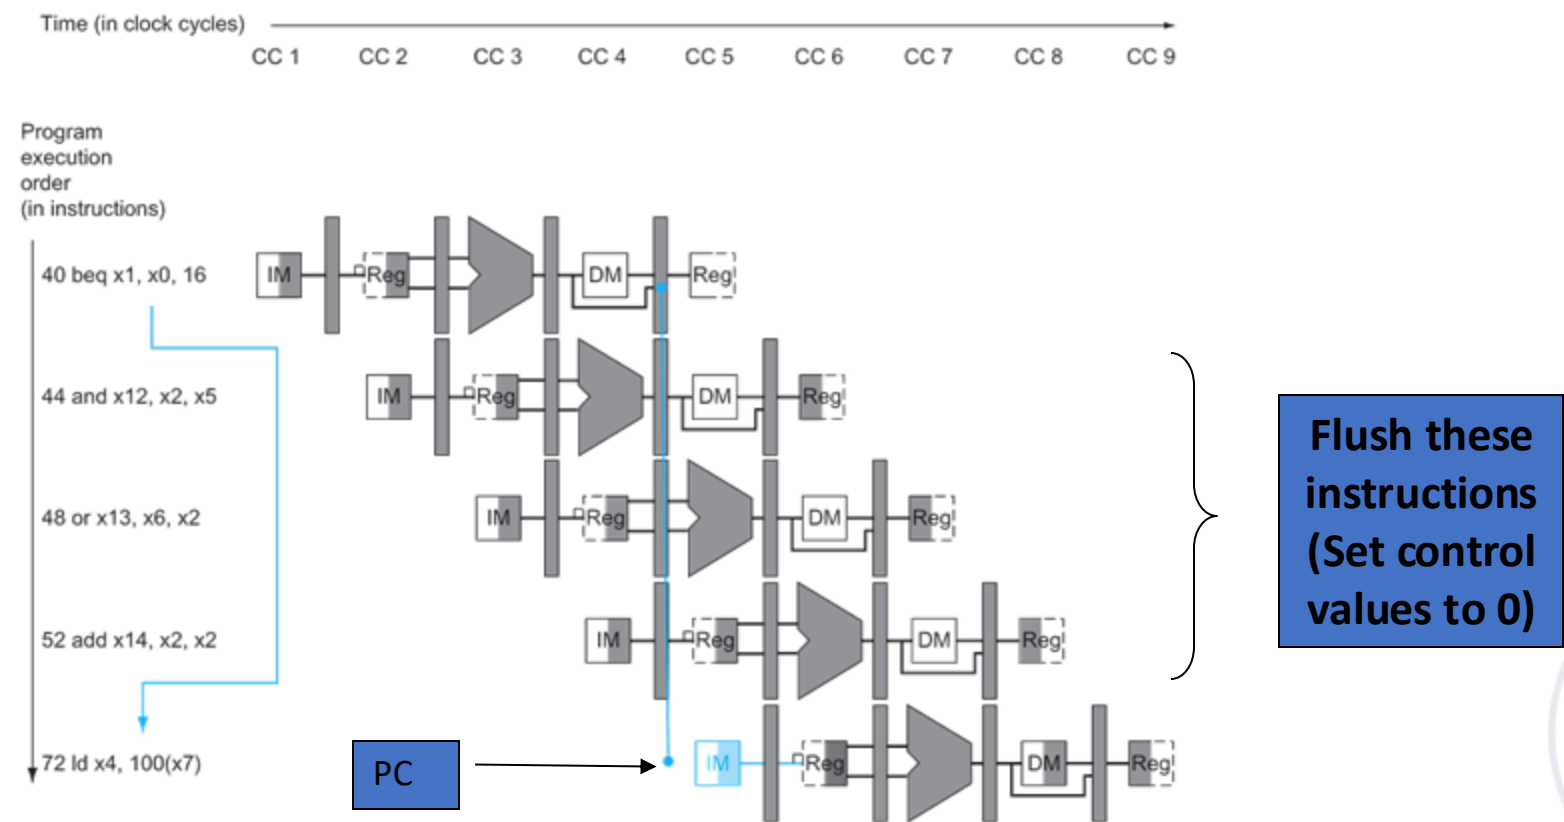 Time (in clock cycles)
CC 1 CC 2 CC 3 CC 4 CC 5 CC 6 CC 7 CC 8 CC 9
Program
execution
order
(in instructions)
40 beq x1, x0, 16
IM Reg DM Reg
44 and x12, x2, x5
IM Reg DM Reg
48 or x13, x6, x2
IM Reg DM Reg
52 add x14, x2, x2
IM Reg DM Reg
72 ld x4, 100(x7)
IM Reg DM Reg
PC
Flush these
instructions
(Set control
values to 0)